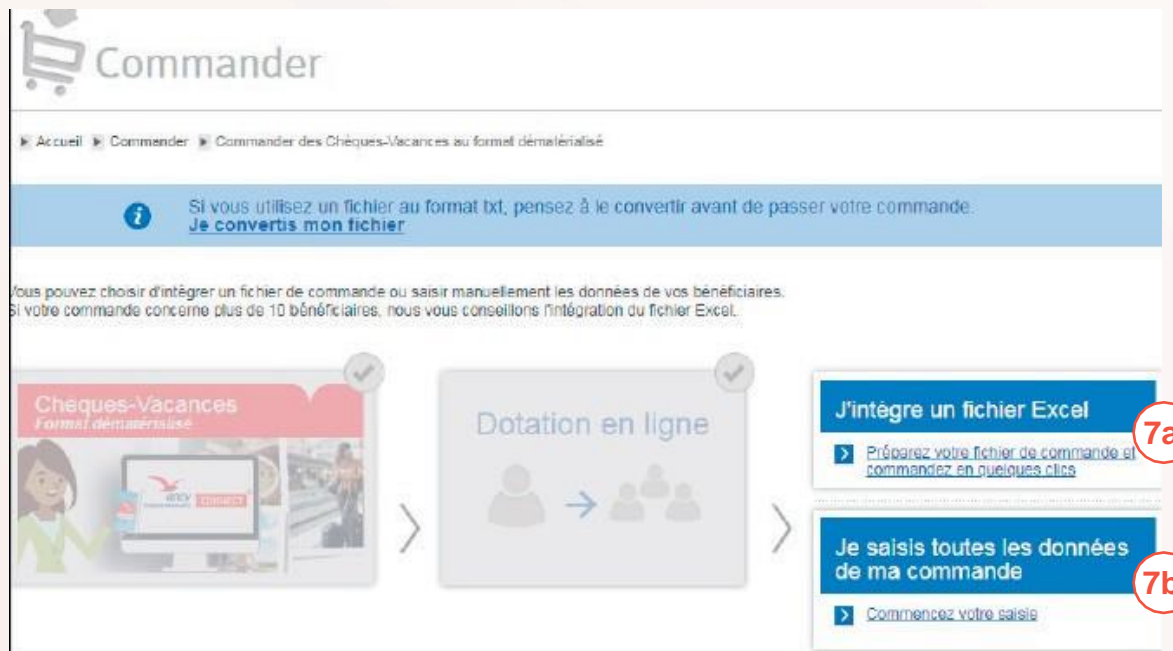 Commander
Accueil Commander Commander des Chèques-Vacances au format dématérialisé
Si vous utilisez un fichier au format txt, pensez à le convertir avant de passer votre commande.
Je convertis mon fichier
Vous pouvez choisir d'intégrer un fichier de commande ou saisir manuellement les données de vos bénéficiaires.
Si votre commande concerne plus de 10 bénéficiaires, nous vous conseillons l'intégration du fichier Excel.
Chèques-Vacances
Format dématérialisé
ancv
CONNECT
Dotation en ligne
J'intègre un fichier Excel
7a
Préparez votre fichier de commande et
commandez en quelques clics
Je saisis toutes les données
de ma commande
7b
Commencez votre saisie